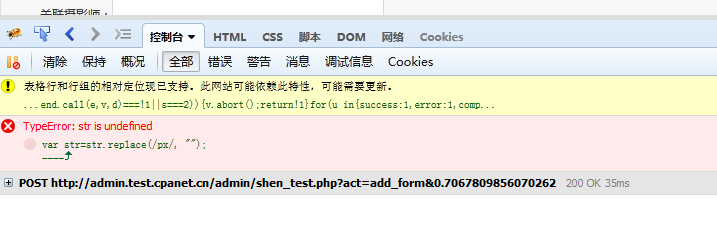 关联摄影师：
控制台 HTML CSS 脚本 DOM 网络 Cookies
清除 保持 概况 全部 错误 警告 消息 调试信息 Cookies
表格行和行组的相对定位现已支持。此网站可能依赖此特性，可能需要更新。
...end.call(e,v,d)===!1||s===2)){v.abort();return!1}for(u in{success:1,error:1,comp...
TypeError: str is undefined
var str=str.replace(/px/, "");
POST http://admin.test.cpanet.cn/admin/shen_test.php?act=add_form&0.7067809856070262 200 OK 35ms